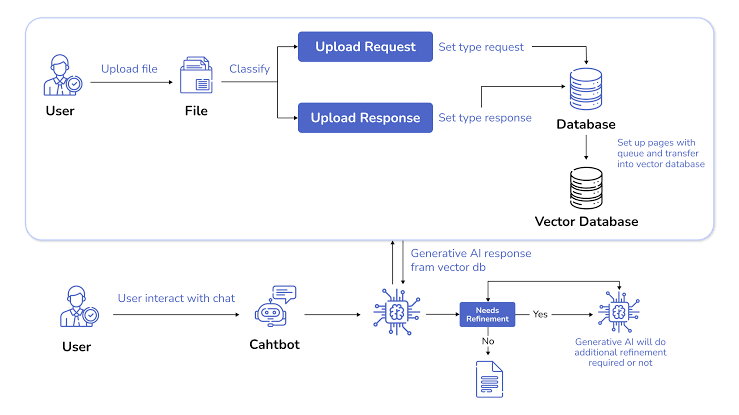 Upload Request
Set type request
Upload file
Classify
User
File
Upload Response
Set type response
Database
Set up pages with
queue and transfer
into vector database
Vector Database
Generative AI response
fram vector db
User interact with chat
User
Cahtbot
Needs
Refinement
Yes
No
Generative AI will do
additional refinement
required or not